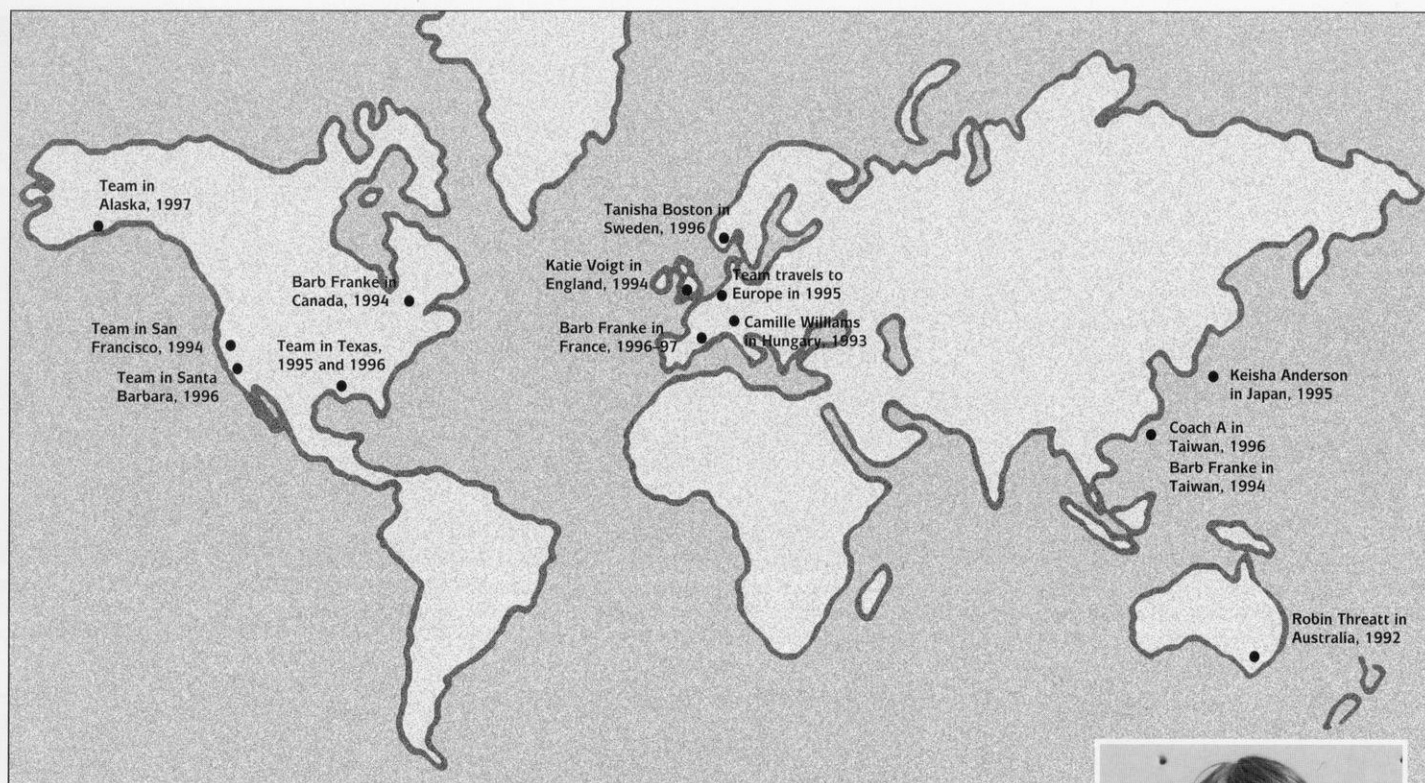 Team in
Alaska, 1997
Tanisha Boston in
Sweden, 1996
Katie Voigt in
England, 1994
Team travels to
Europe in 1995
Barb Franke in
Canada, 1994
Camille Williams
in Hungary, 1993
Barb Franke in
France, 1996-97
Team in San
Francisco, 1994
Team in Texas,
1995 and 1996
Team in Santa
Barbara, 1996
Keisha Anderson
in Japan, 1995
Coach A in
Taiwan, 1996
Barb Franke in
Taiwan, 1994
Robin Threatt in
Australia, 1992